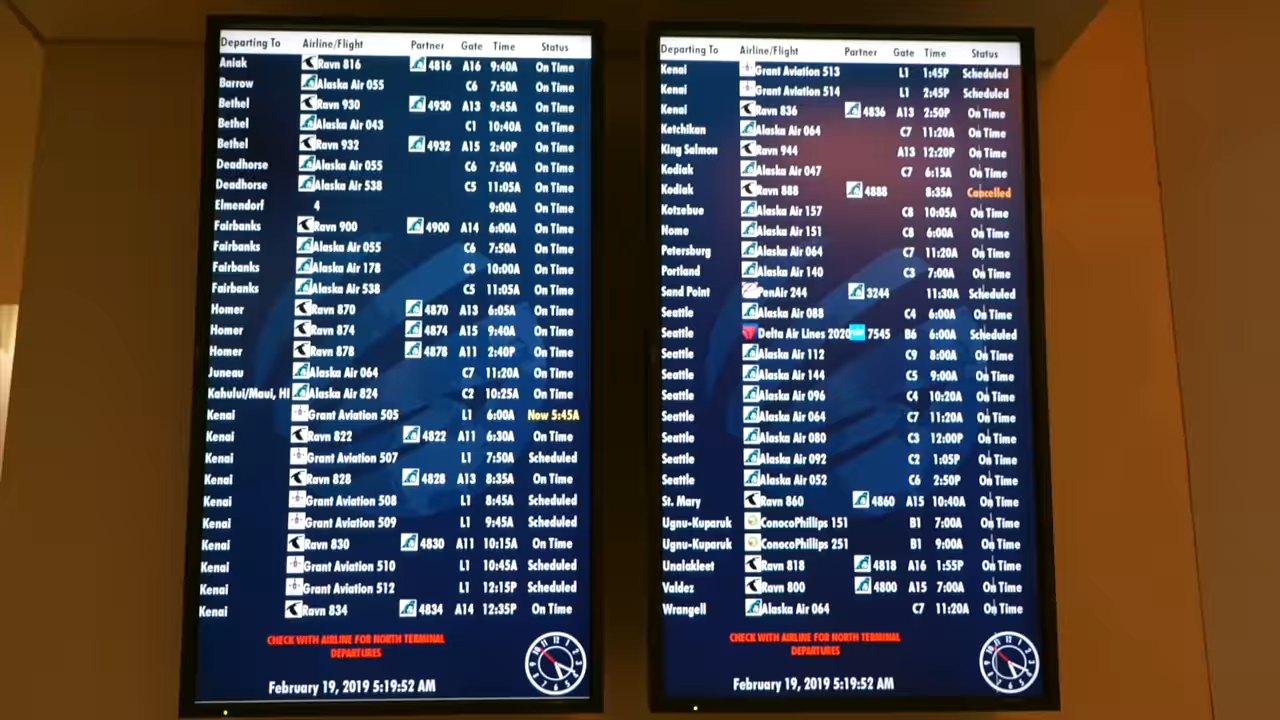 Departing To Airline/Flight Partner Gate Time Status
Aniak Ravn 816 4816 A16 9:40A On Time
Barrow Alaska Air 055 C6 7:50A On Time
Bethel Ravn 930 4930 A13 9:45A On Time
Bethel Alaska Air 043 C1 10:40A On Time
Bethel Ravn 932 4932 A15 2:40P On Time
Deadhorse Alaska Air 055 C6 7:50A On Time
Deadhorse Alaska Air 538 C5 11:05A On Time
Elmendorf 4 9:00A On Time
Fairbanks Ravn 900 4900 A14 6:00A On Time
Fairbanks Alaska Air 055 C6 7:50A On Time
Fairbanks Alaska Air 178 C3 10:00A On Time
Fairbanks Alaska Air 538 C5 11:05A On Time
Homer Ravn 870 4870 A13 6:05A On Time
Homer Ravn 874 4874 A15 9:40A On Time
Homer Ravn 878 4878 A11 2:40P On Time
Juneau Alaska Air 064 C7 11:20A On Time
Kahului/Maui, HI Alaska Air 824 C2 10:25A On Time
Kenai Grant Aviation 505 L1 6:00A Now 5:45A
Kenai Ravn 822 4822 A11 6:30A On Time
Kenai Grant Aviation 507 L1 7:50A Scheduled
Kenai Ravn 828 4828 A13 8:35A On Time
Kenai Grant Aviation 508 L1 8:45A Scheduled
Kenai Grant Aviation 509 L1 9:45A Scheduled
Kenai Ravn 830 4830 A11 10:15A On Time
Kenai Grant Aviation 510 L1 10:45A Scheduled
Kenai Grant Aviation 512 L1 12:15P Scheduled
Kenai Ravn 834 4834 A14 12:35P On Time
CHECK WITH AIRLINE FOR NORTH TERMINAL
DEPARTURES
February 19, 2019 5:19:52 AM
Departing To Airline/Flight Partner Gate Time Status
Kenai Grant Aviation 513 L1 1:45P Scheduled
Kenai Grant Aviation 514 L1 2:45P Scheduled
Kenai Ravn 836 4836 A13 2:50P On Time
Ketchikan Alaska Air 064 C7 11:20A On Time
King Salmon Ravn 944 A13 12:20P On Time
Kodiak Alaska Air 047 C7 6:15A On Time
Kodiak Ravn 888 4888 8:35A Cancelled
Kotzebue Alaska Air 157 C8 10:05A On Time
Nome Alaska Air 151 C8 6:00A On Time
Petersburg Alaska Air 064 C7 11:20A On Time
Portland Alaska Air 140 C3 7:00A On Time
Sand Point PenAir 244 3244 11:30A Scheduled
Seattle Alaska Air 088 C4 6:00A On Time
Seattle Delta Air Lines 2020 7545 B6 6:00A Scheduled
Seattle Alaska Air 112 C9 8:00A On Time
Seattle Alaska Air 144 C5 9:00A On Time
Seattle Alaska Air 096 C4 10:20A On Time
Seattle Alaska Air 064 C7 11:20A On Time
Seattle Alaska Air 080 C3 12:00P On Time
Seattle Alaska Air 092 C2 1:05P On Time
Seattle Alaska Air 052 C6 2:50P On Time
St. Mary Ravn 860 4860 A15 10:40A On Time
Ugnu-Kuparuk ConocoPhillips 151 B1 7:00A On Time
Ugnu-Kuparuk ConocoPhillips 251 B1 9:00A On Time
Unalakleet Ravn 818 4818 A16 1:55P On Time
Valdez Ravn 800 4800 A15 7:00A On Time
Wrangell Alaska Air 064 C7 11:20A On Time
CHECK WITH AIRLINE FOR NORTH TERMINAL
DEPARTURES
February 19, 2019 5:19:52 AM